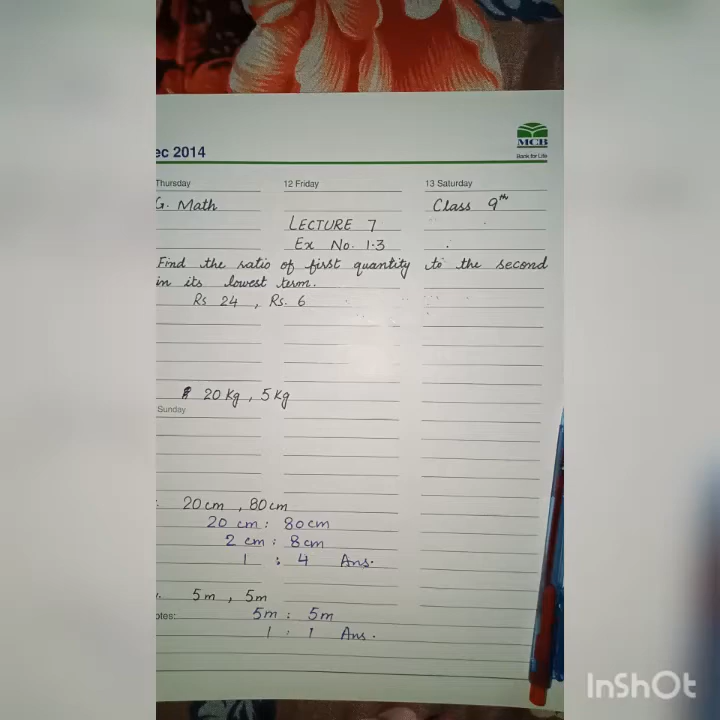 ec 2014
MCB
Bank for Life
Thursday 12 Friday 13 Saturday
G. Math Class 9th
LECTURE 7
Ex No. 1.3
Find the ratio of first quantity to the second
in its lowest term.
Rs 24 , Rs. 6
20 Kg , 5 Kg
Sunday
20 cm , 80 cm
20 cm : 80 cm
2 cm : 8 cm
1 : 4 Ans.
5m , 5m
otes: 5m : 5m
1 : 1 Ans.
InShOt